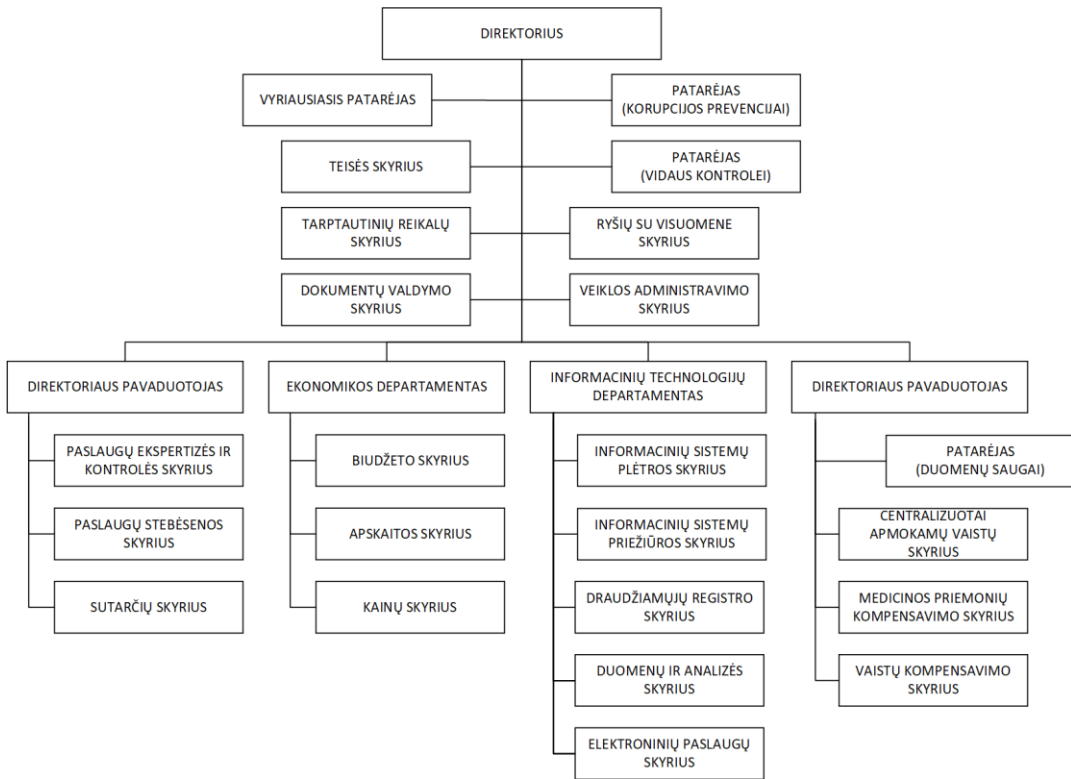 DIREKTORIUS
VYRIAUSIASIS PATARĖJAS
PATARĖJAS
(KORUPCIJOS PREVENCIJAI)
TEISĖS SKYRIUS
PATARĖJAS
(VIDAUS KONTROLEI)
TARPTAUTINIŲ REIKALŲ
SKYRIUS
RYŠIŲ SU VISUOMENE
SKYRIUS
DOKUMENTŲ VALDYMO
SKYRIUS
VEIKLOS ADMINISTRAVIMO
SKYRIUS
DIREKTORIAUS PAVADUOTOJAS
PASLAUGŲ EKSPERTIZĖS IR
KONTROLĖS SKYRIUS
PASLAUGŲ STEBĖSENOS
SKYRIUS
SUTARČIŲ SKYRIUS
EKONOMIKOS DEPARTAMENTAS
BIUDŽETO SKYRIUS
APSKAITOS SKYRIUS
KAINŲ SKYRIUS
INFORMACINIŲ TECHNOLOGIJŲ
DEPARTAMENTAS
INFORMACINIŲ SISTEMŲ
PLĖTROS SKYRIUS
INFORMACINIŲ SISTEMŲ
PRIEŽIŪROS SKYRIUS
DRAUDŽIAMŲJŲ REGISTRO
SKYRIUS
DUOMENŲ IR ANALIZĖS
SKYRIUS
ELEKTRONINIŲ PASLAUGŲ
SKYRIUS
DIREKTORIAUS PAVADUOTOJAS
PATARĖJAS
(DUOMENŲ SAUGAI)
CENTRALIZUOTAI
APMOKAMŲ VAISTŲ
SKYRIUS
MEDICINOS PRIEMONIŲ
KOMPENSAVIMO SKYRIUS
VAISTŲ KOMPENSAVIMO
SKYRIUS